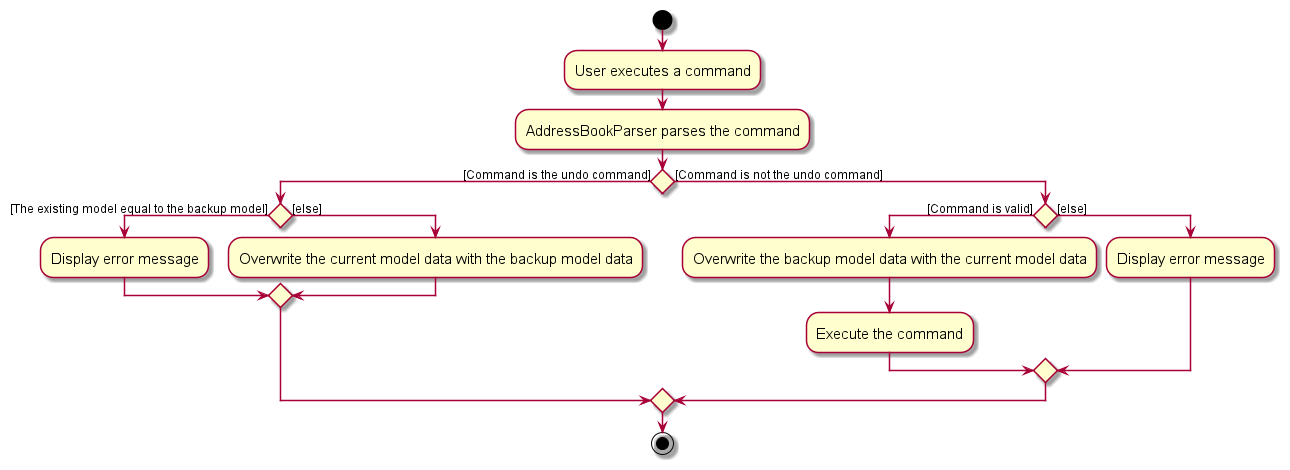 User executes a command
AddressBookParser parses the command
[Command is the undo command]
[Command is not the undo command]
[The existing model equal to the backup model]
[else]
[Command is valid]
[else]
Display error message
Overwrite the current model data with the backup model data
Overwrite the backup model data with the current model data
Display error message
Execute the command